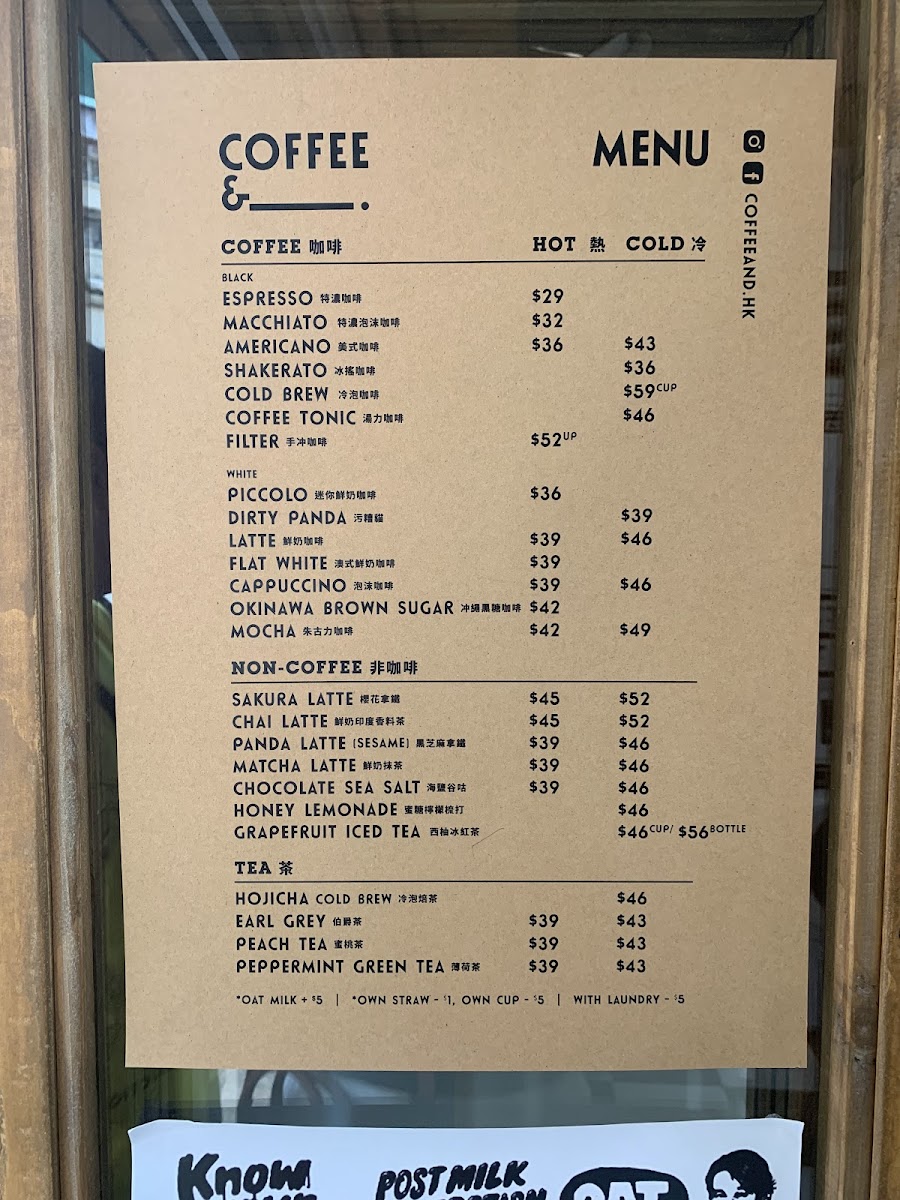 COFFEE
&____.
MENU
COFFEEAND.HK
COFFEE 咖啡 HOT 熱 COLD 冷
BLACK
ESPRESSO 特濃咖啡 $29
MACCHIATO 特濃泡沫咖啡 $32
AMERICANO 美式咖啡 $36 $43
SHAKERATO 冰搖咖啡 $36
COLD BREW 冷泡咖啡 $59CUP
COFFEE TONIC 湯力咖啡 $46
FILTER 手冲咖啡 $52UP
WHITE
PICCOLO 迷你鮮奶咖啡 $36
DIRTY PANDA 污糟貓 $39
LATTE 鮮奶咖啡 $39 $46
FLAT WHITE 澳式鮮奶咖啡 $39
CAPPUCCINO 泡沫咖啡 $39 $46
OKINAWA BROWN SUGAR 冲繩黑糖咖啡 $42
MOCHA 朱古力咖啡 $42 $49
NON-COFFEE 非咖啡
SAKURA LATTE 櫻花拿鐵 $45 $52
CHAI LATTE 鮮奶印度香料茶 $45 $52
PANDA LATTE (SESAME) 黑芝麻拿鐵 $39 $46
MATCHA LATTE 鮮奶抹茶 $39 $46
CHOCOLATE SEA SALT 海鹽谷咕 $39 $46
HONEY LEMONADE 蜜糖檸檬梳打 $46
GRAPEFRUIT ICED TEA 西柚冰紅茶 $46CUP/ $56BOTTLE
TEA 茶
HOJICHA COLD BREW 冷泡焙茶 $46
EARL GREY 伯爵茶 $39 $43
PEACH TEA 蜜桃茶 $39 $43
PEPPERMINT GREEN TEA 薄荷茶 $39 $43
*OAT MILK + $5 | *OWN STRAW - $1, OWN CUP - $5 | WITH LAUNDRY - $5
Know
POST MILK
OAT